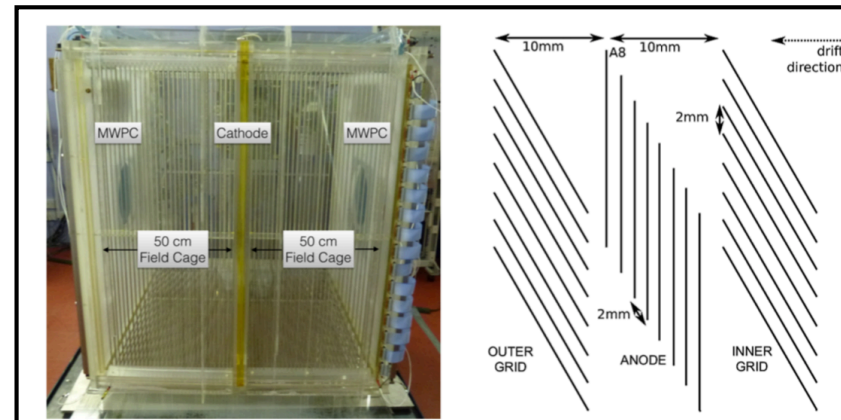 MWPC
Cathode
MWPC
50 cm
Field Cage
50 cm
Field Cage
10mm
A8
10mm
drift
direction
2mm
2mm
OUTER
GRID
ANODE
INNER
GRID